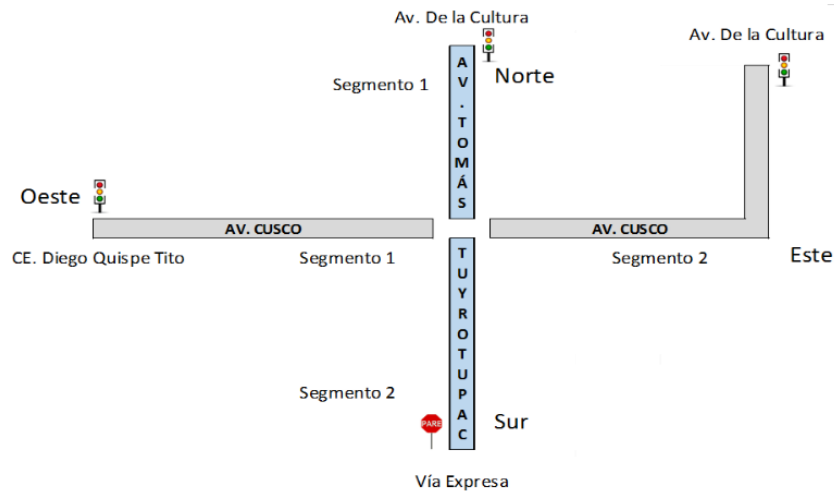 Av. De la Cultura
Av. De la Cultura
Segmento 1
Norte
AV. TOMÁS
Oeste
AV. CUSCO
AV. CUSCO
CE. Diego Quispe Tito
Segmento 1
Segmento 2
Este
TUYROTUPAC
Segmento 2
PARE
Sur
Vía Expresa